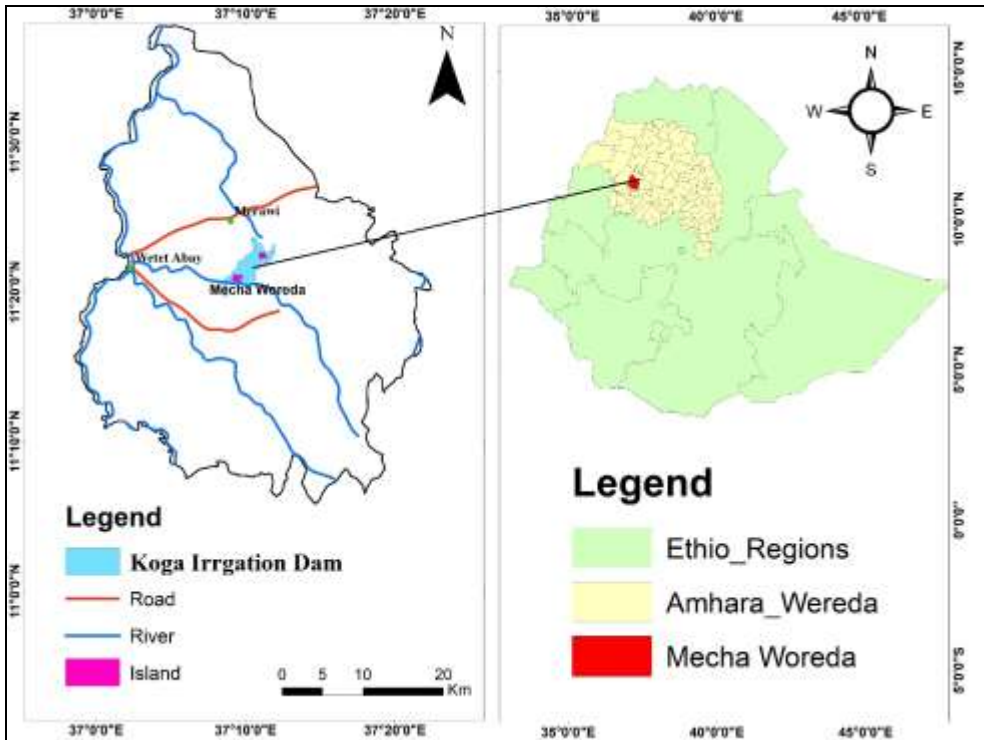 37°0'0"E 37°10'0"E 37°20'0"E
N
11°30'0"N
11°20'0"N
11°10'0"N
11°0'0"N
Merawi
Wetet Abay
Mecha Woreda
Legend
Koga Irrgation Dam
Road
River
Island
0 5 10 20
Km
37°0'0"E 37°10'0"E 37°20'0"E
35°0'0"E 40°0'0"E 45°0'0"E
N
W E
S
15°0'0"N
10°0'0"N
5°0'0"N
0°0'0"
5°0'0"S
Legend
Ethio_Regions
Amhara_Wereda
Mecha Woreda
35°0'0"E 40°0'0"E 45°0'0"E